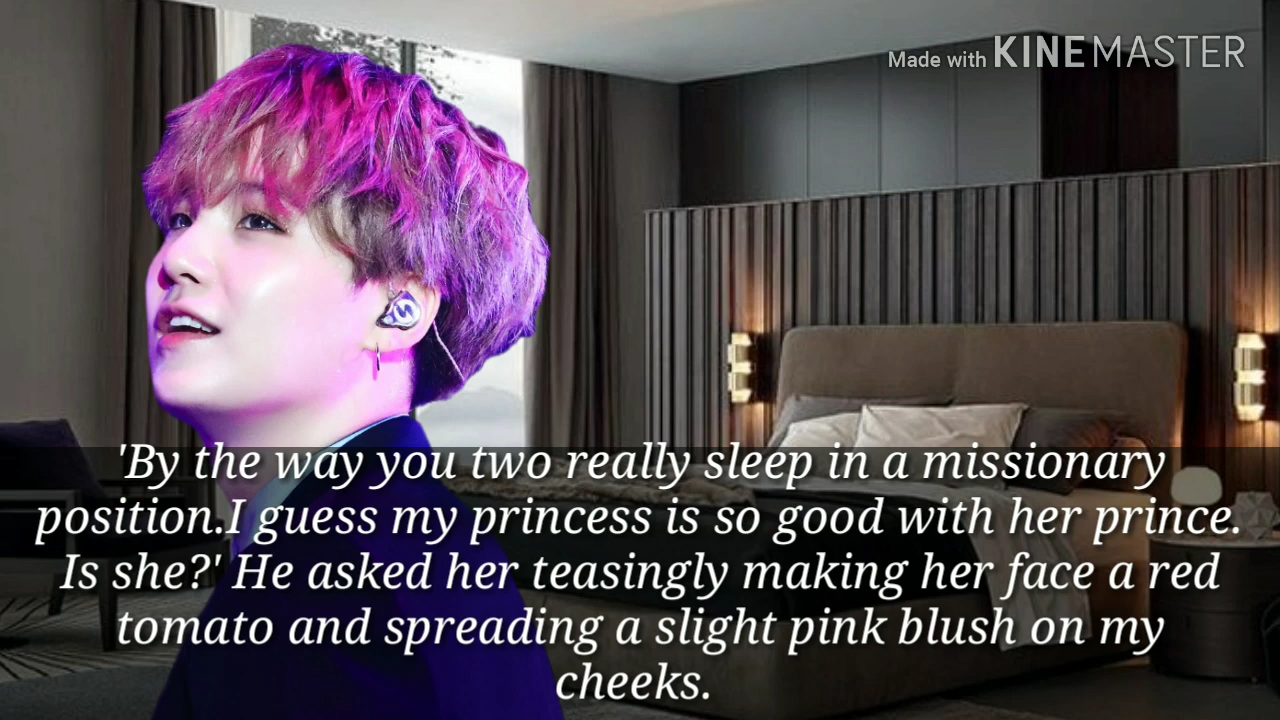 Made with KINEMASTER
'By the way you two really sleep in a missionary
position.I guess my princess is so good with her prince.
Is she?' He asked her teasingly making her face a red
tomato and spreading a slight pink blush on my
cheeks.